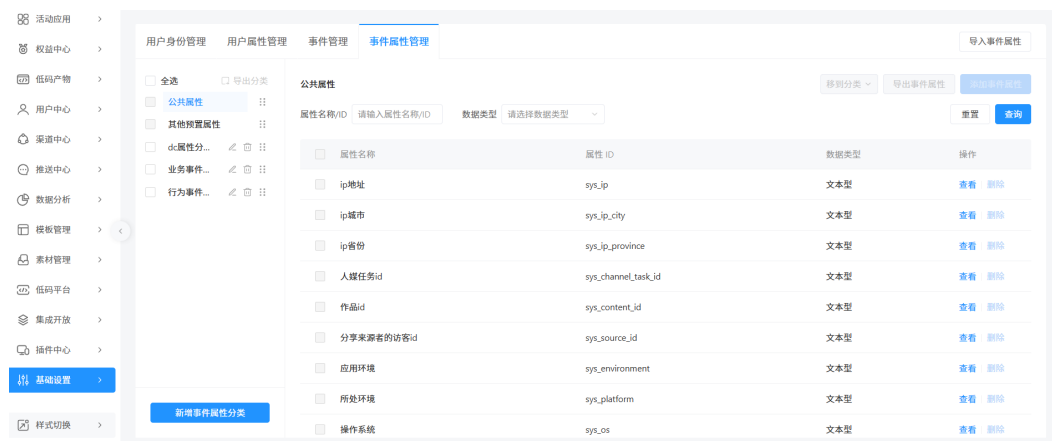 活动应用
权益中心
低码产物
用户中心
渠道中心
推送中心
数据分析
模板管理
素材管理
低码平台
集成开放
插件中心
基础设置
样式切换
用户身份管理 用户属性管理 事件管理 事件属性管理 导入事件属性
全选 导出分类
公共属性
其他预置属性
dc属性分...
业务事件...
行为事件...
新增事件属性分类
公共属性 移到分类 导出事件属性 添加事件属性
属性名称/ID 请输入属性名称/ID 数据类型 请选择数据类型 重置 查询
属性名称 属性 ID 数据类型 操作
ip地址 sys_ip 文本型 查看 删除
ip城市 sys_ip_city 文本型 查看 删除
ip省份 sys_ip_province 文本型 查看 删除
人媒任务id sys_channel_task_id 文本型 查看 删除
作品id sys_content_id 文本型 查看 删除
分享来源者的访客id sys_source_id 文本型 查看 删除
应用环境 sys_environment 文本型 查看 删除
所处环境 sys_platform 文本型 查看 删除
操作系统 sys_os 文本型 查看 删除